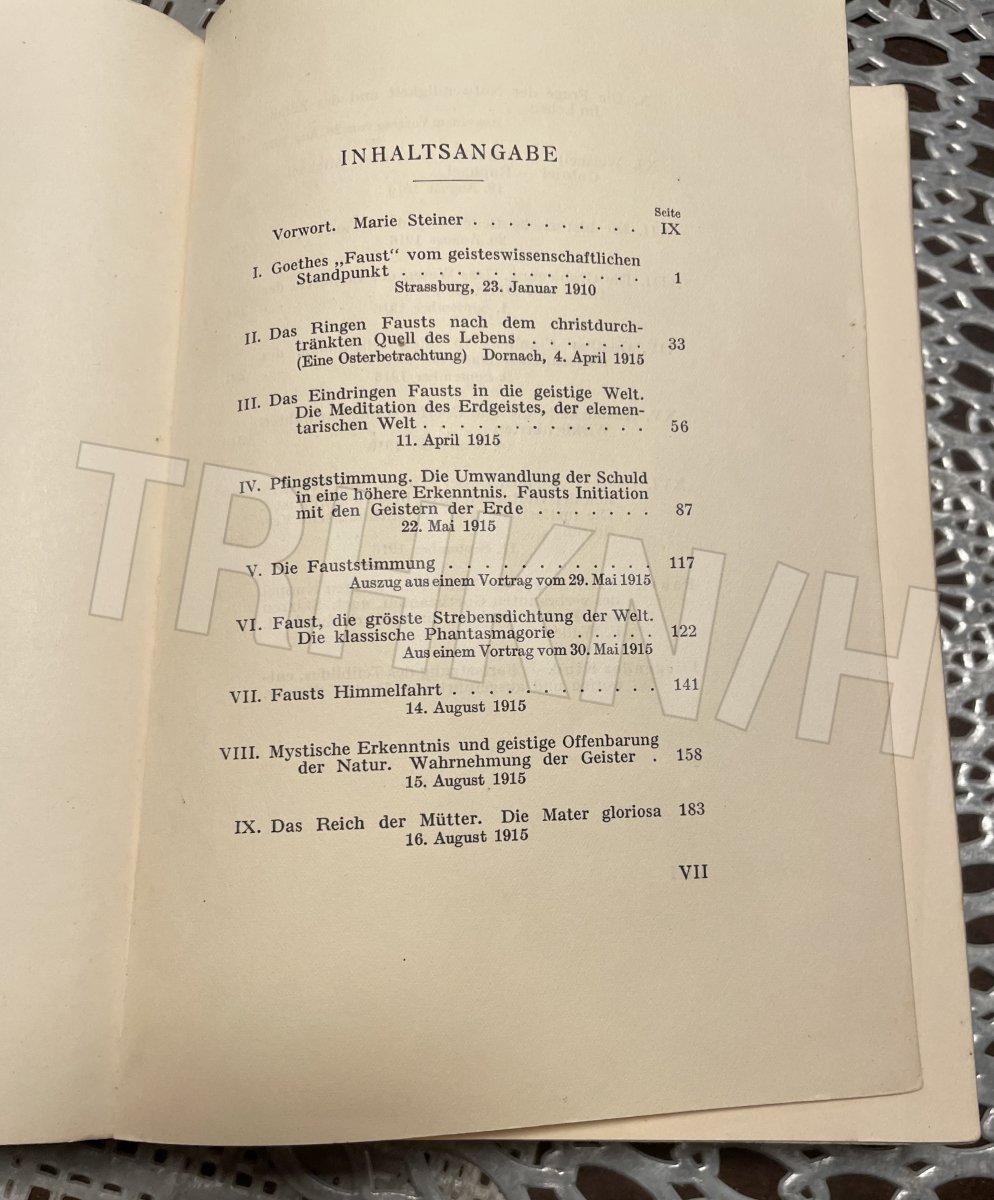 INHALTSANGABE
Seite
Vorwort. Marie Steiner . . . . . . . . . . IX
I. Goethes „Faust“ vom geisteswissenschaftlichen
Standpunkt . . . . . . . . . . . . . . 1
Strassburg, 23. Januar 1910
II. Das Ringen Fausts nach dem christdurch-
tränkten Quell des Lebens . . . . . . . 33
(Eine Osterbetrachtung) Dornach, 4. April 1915
III. Das Eindringen Fausts in die geistige Welt.
Die Meditation des Erdgeistes, der elemen-
tarischen Welt . . . . . . . . . . . . . 56
11. April 1915
IV. Pfingststimmung. Die Umwandlung der Schuld
in eine höhere Erkenntnis. Fausts Initiation
mit den Geistern der Erde . . . . . . . 87
22. Mai 1915
V. Die Fauststimmung . . . . . . . . . . . . 117
Auszug aus einem Vortrag vom 29. Mai 1915
VI. Faust, die grösste Strebensdichtung der Welt.
Die klassische Phantasmagorie . . . . . 122
Aus einem Vortrag vom 30. Mai 1915
VII. Fausts Himmelfahrt . . . . . . . . . . . . 141
14. August 1915
VIII. Mystische Erkenntnis und geistige Offenbarung
der Natur. Wahrnehmung der Geister . 158
15. August 1915
IX. Das Reich der Mütter. Die Mater gloriosa 183
16. August 1915
VII
TRHKN/H